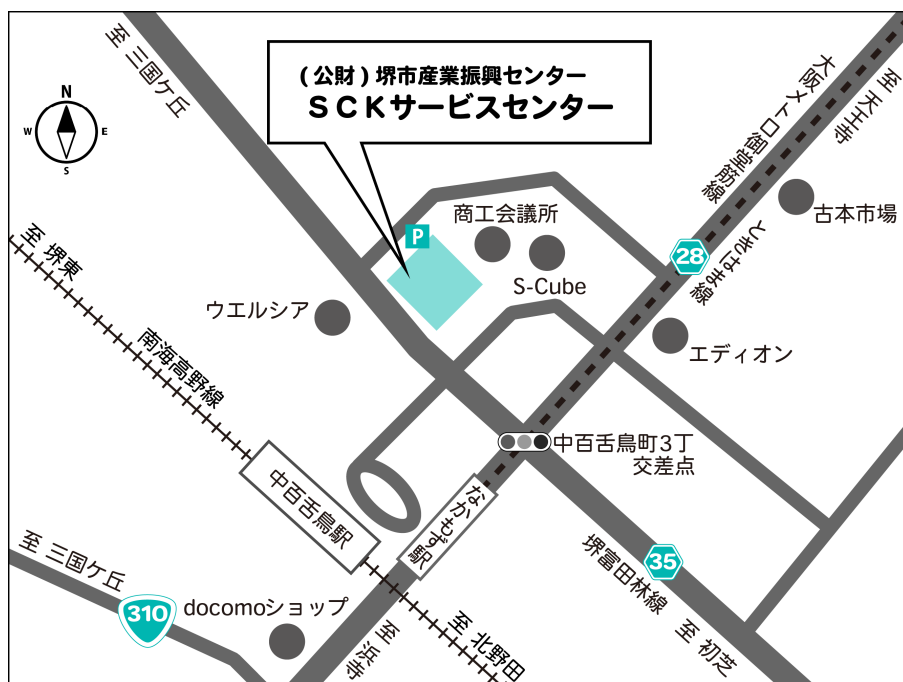 至 三国ケ丘
(公財)堺市産業振興センター
SCKサービスセンター
N
W
E
S
至 天王寺
大阪メトロ御堂筋線
ときはま線
古本市場
商工会議所
P
S-Cube
28
至 堺東
ウエルシア
エディオン
南海高野線
中百舌鳥町3丁
交差点
中百舌鳥駅
なかもず駅
堺富田林線
35
至 三国ケ丘
310
docomoショップ
至 浜寺
至 北野田
至 初芝